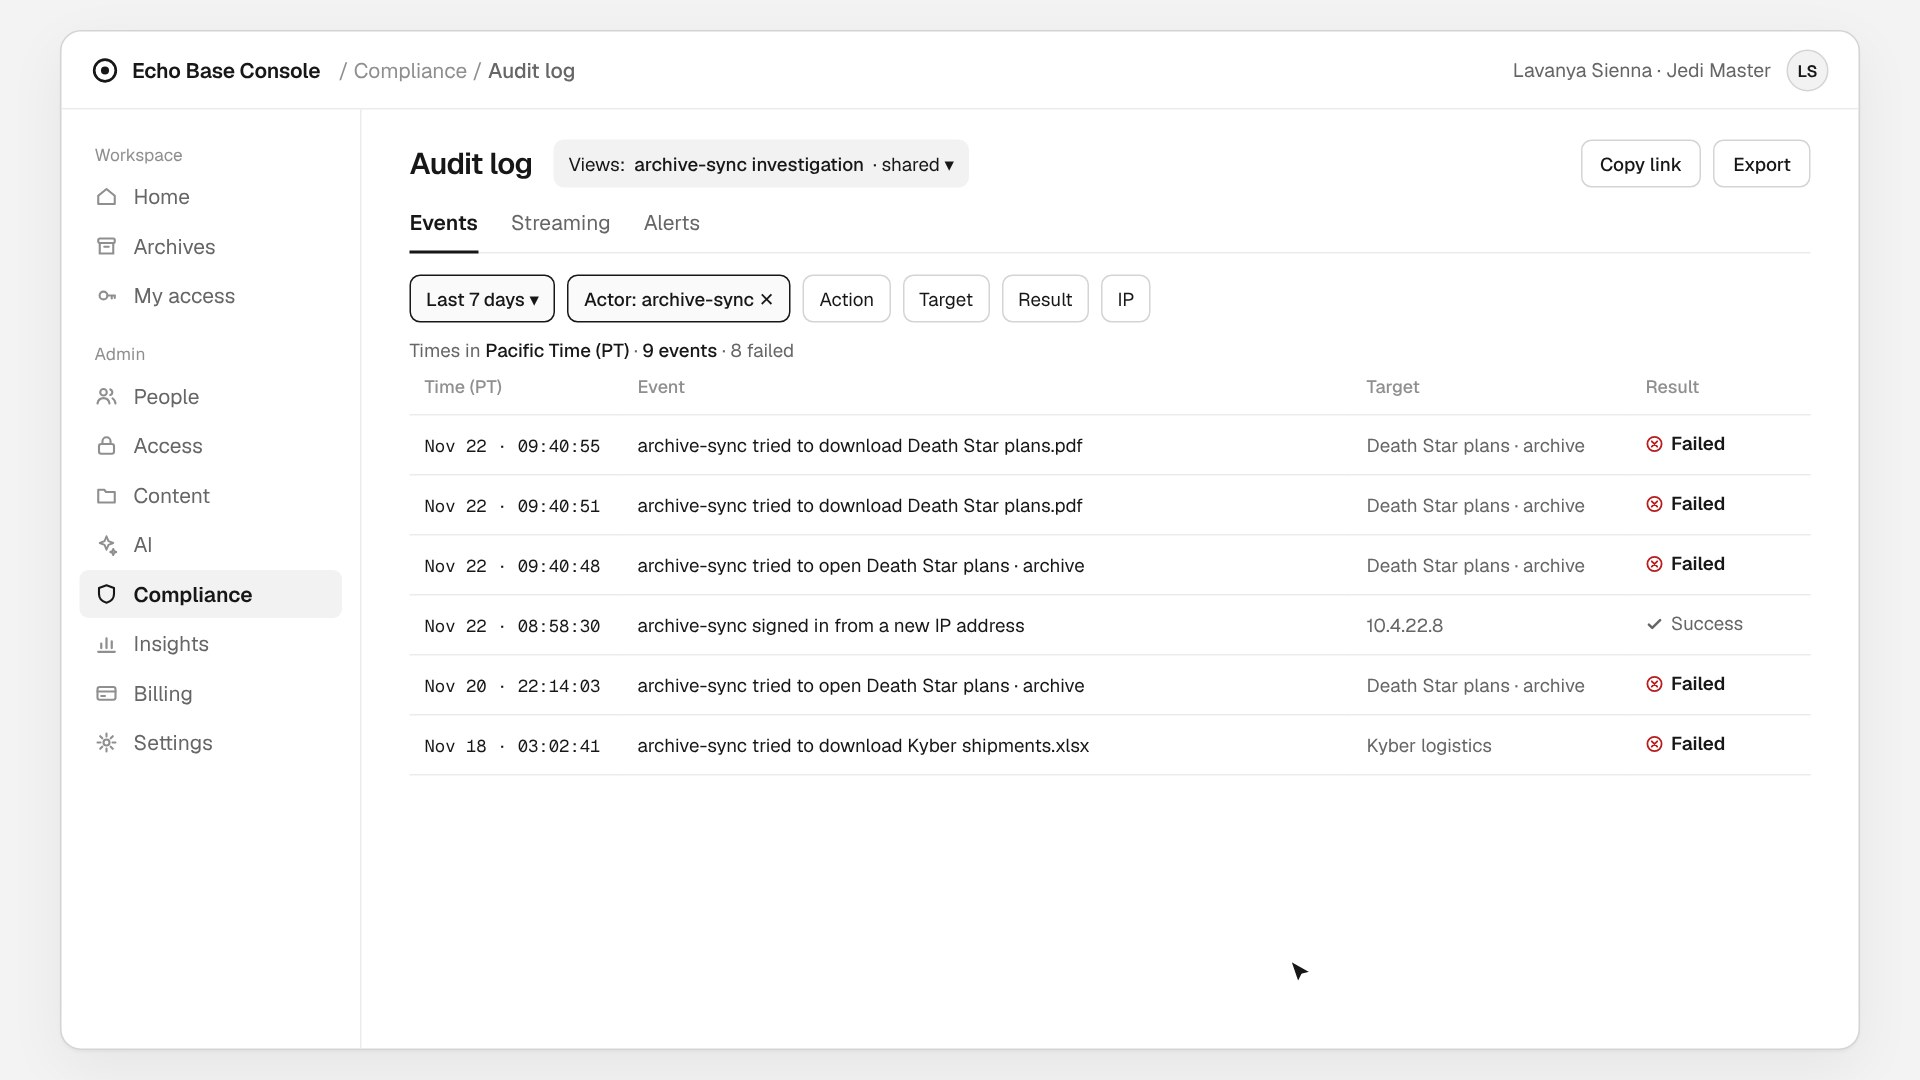 Echo Base Console / Compliance / Audit log
Lavanya Sienna · Jedi Master LS
Workspace
Home
Archives
My access
Admin
People
Access
Content
AI
Compliance
Insights
Billing
Settings
Audit log
Views: archive-sync investigation · shared ▾
Copy link
Export
Events Streaming Alerts
Last 7 days ▾
Actor: archive-sync ✕
Action
Target
Result
IP
Times in Pacific Time (PT) · 9 events · 8 failed
Time (PT) Event Target Result
Nov 22 · 09:40:55 archive-sync tried to download Death Star plans.pdf Death Star plans · archive Failed
Nov 22 · 09:40:51 archive-sync tried to download Death Star plans.pdf Death Star plans · archive Failed
Nov 22 · 09:40:48 archive-sync tried to open Death Star plans · archive Death Star plans · archive Failed
Nov 22 · 08:58:30 archive-sync signed in from a new IP address 10.4.22.8 Success
Nov 20 · 22:14:03 archive-sync tried to open Death Star plans · archive Death Star plans · archive Failed
Nov 18 · 03:02:41 archive-sync tried to download Kyber shipments.xlsx Kyber logistics Failed